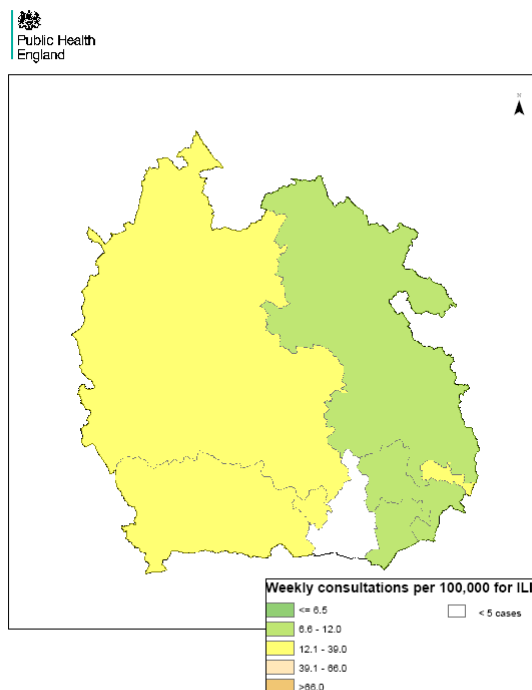 Public Health
England
N
Weekly consultations per 100,000 for ILI
<= 6.5
< 5 cases
6.6 - 12.0
12.1 - 39.0
39.1 - 66.0
>66.0